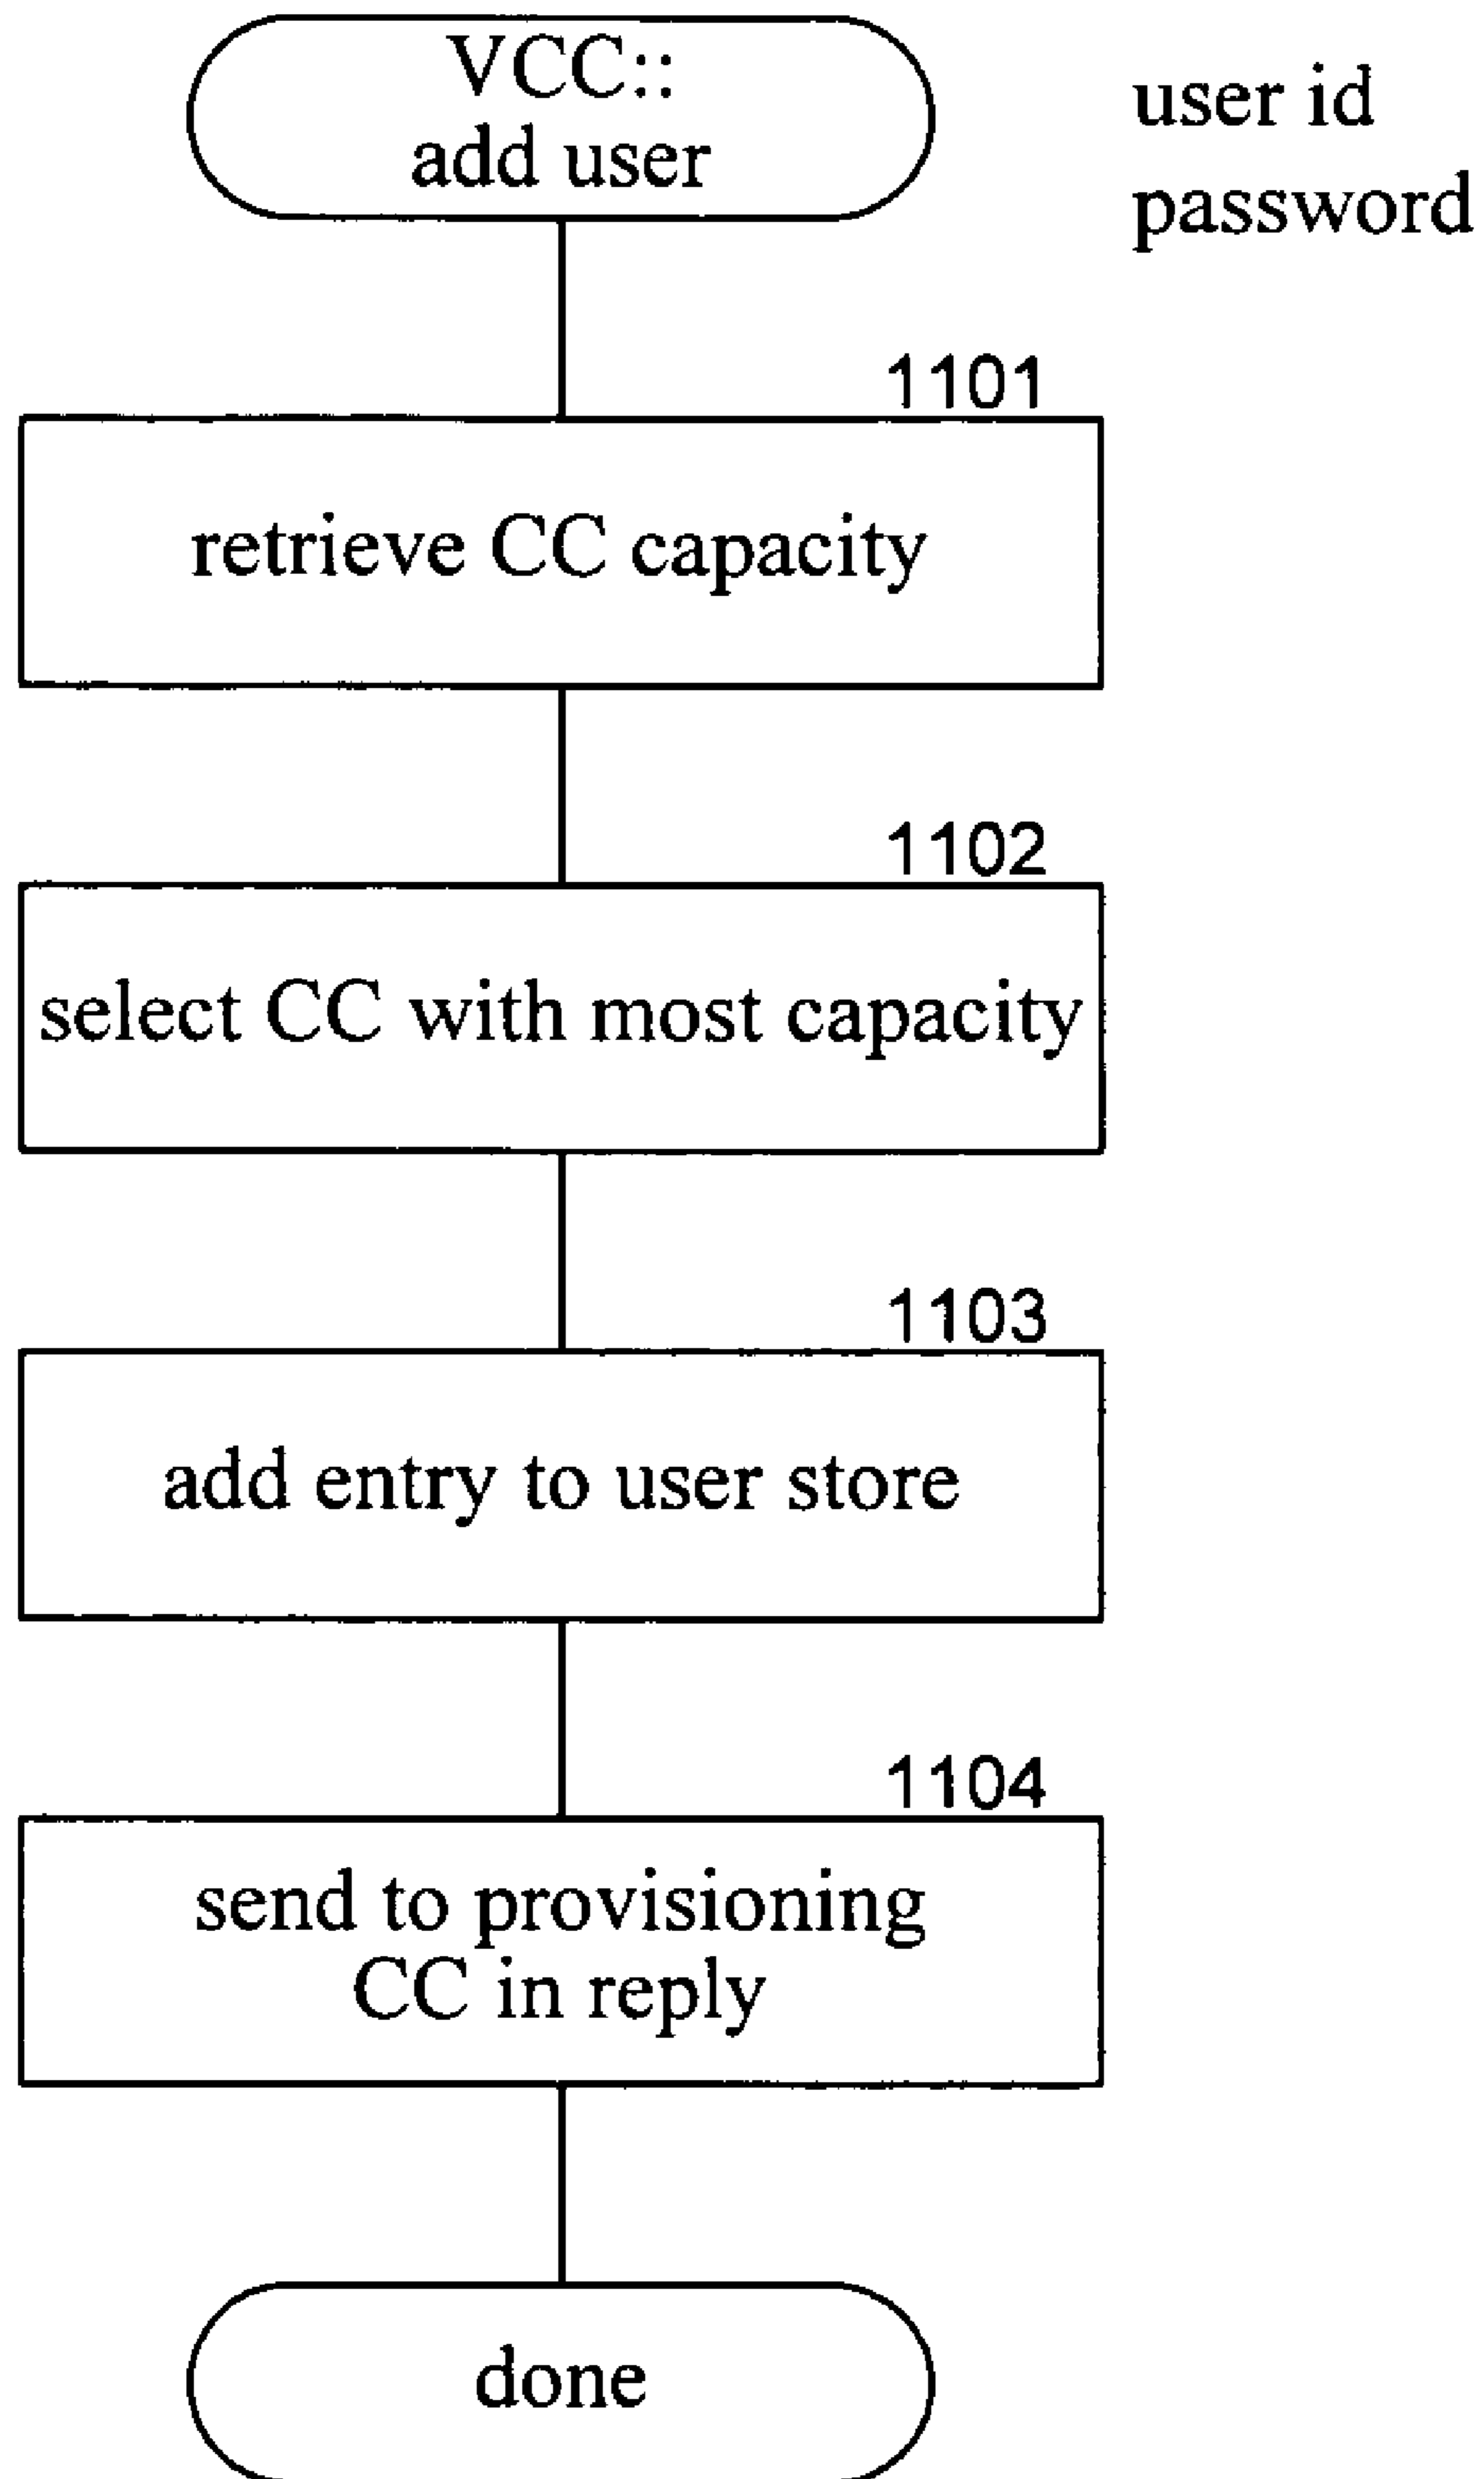 VCC::
add user
user id
password
1101
retrieve CC capacity
1102
select CC with most capacity
1103
add entry to user store
1104
send to provisioning
CC in reply
done